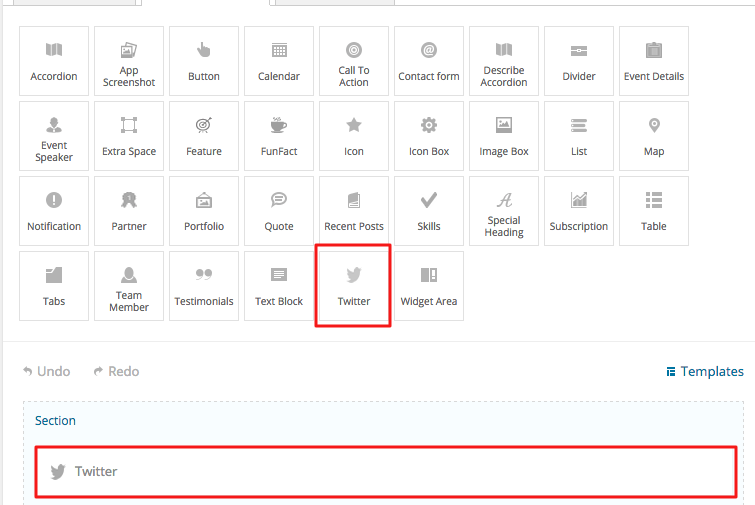 Accordion
App
Screenshot
Button
Calendar
Call To
Action
Contact form
Describe
Accordion
Divider
Event Details
Event
Speaker
Extra Space
Feature
FunFact
Icon
Icon Box
Image Box
List
Map
Notification
Partner
Portfolio
Quote
Recent Posts
Skills
Special
Heading
Subscription
Table
Tabs
Team
Member
Testimonials
Text Block
Twitter
Widget Area
Undo
Redo
Templates
Section
Twitter